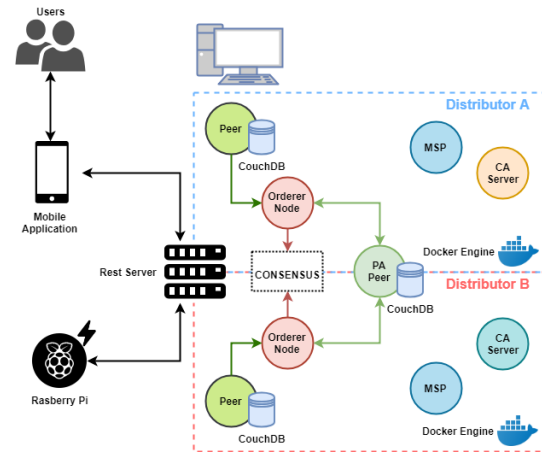 Users
Distributor A
Peer
MSP
CouchDB
CA
Server
Orderer
Node
Mobile
Application
Docker Engine
Rest Server
CONSENSUS
PA
Peer
Distributor B
CouchDB
Orderer
Node
CA
Server
Rasberry Pi
Peer
MSP
CouchDB
Docker Engine